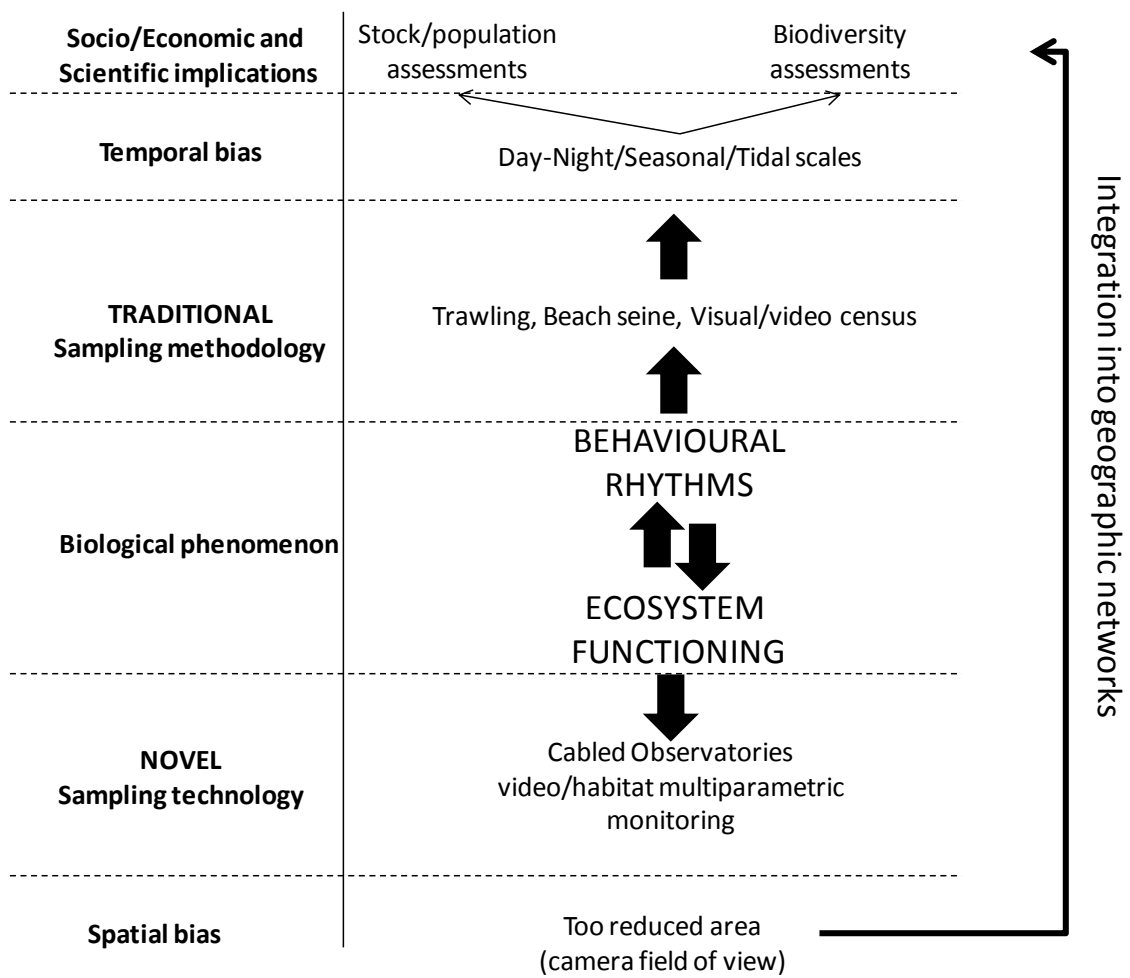 Socio/Economic and
Scientific implications
Stock/population
assessments
Biodiversity
assessments
Temporal bias
Day-Night/Seasonal/Tidal scales
TRADITIONAL
Sampling methodology
Trawling, Beach seine, Visual/video census
Biological phenomenon
BEHAVIOURAL
RHYTHMS
ECOSYSTEM
FUNCTIONING
NOVEL
Sampling technology
Cabled Observatories
video/habitat multiparametric
monitoring
Spatial bias
Too reduced area
(camera field of view)
Integration into geographic networks